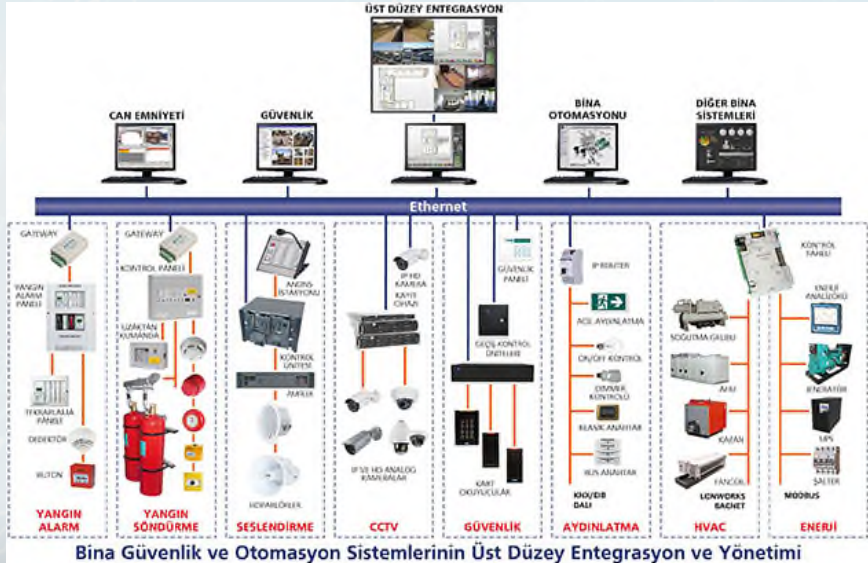 ÜST DÜZEY ENTEGRASYON
CAN EMNİYETİ
GÜVENLİK
BİNA
OTOMASYONU
DİĞER BİNA
SİSTEMLERİ
Ethernet
GATEWAY
YANGIN
ALARM
PANELİ
TEKRARLAMA
PANELİ
DEDEKTÖR
BUTON
YANGIN
ALARM
GATEWAY
KONTROL PANELİ
UZAKTAN
KUMANDA
YANGIN
SÖNDÜRME
ANONS
İSTASYONU
KONTROL
ÜNİTESİ
AMFİLER
HOPARLÖRLER
SESLENDİRME
IP HD
KAMERA
KAYIT
CİHAZI
IP VE HD ANALOG
KAMERALAR
CCTV
GÜVENLİK
PANELİ
GEÇİŞ KONTROL
ÜNİTELERİ
KART
OKUYUCULAR
GÜVENLİK
IP ROUTER
ACİL AYDINLATMA
ON/OFF KONTROL
DIMMER
KONTROLÜ
KLASİK ANAHTAR
BUS ANAHTAR
KNX/EIB
DALI
AYDINLATMA
SOĞUTMA GRUBU
AHU
KAZAN
FANCOIL
LONWORKS
BACNET
HVAC
KONTROL
PANELİ
ENERJİ
ANALİZÖRÜ
JENERATÖR
UPS
ŞALTER
MODBUS
ENERJİ
Bina Güvenlik ve Otomasyon Sistemlerinin Üst Düzey Entegrasyon ve Yönetimi